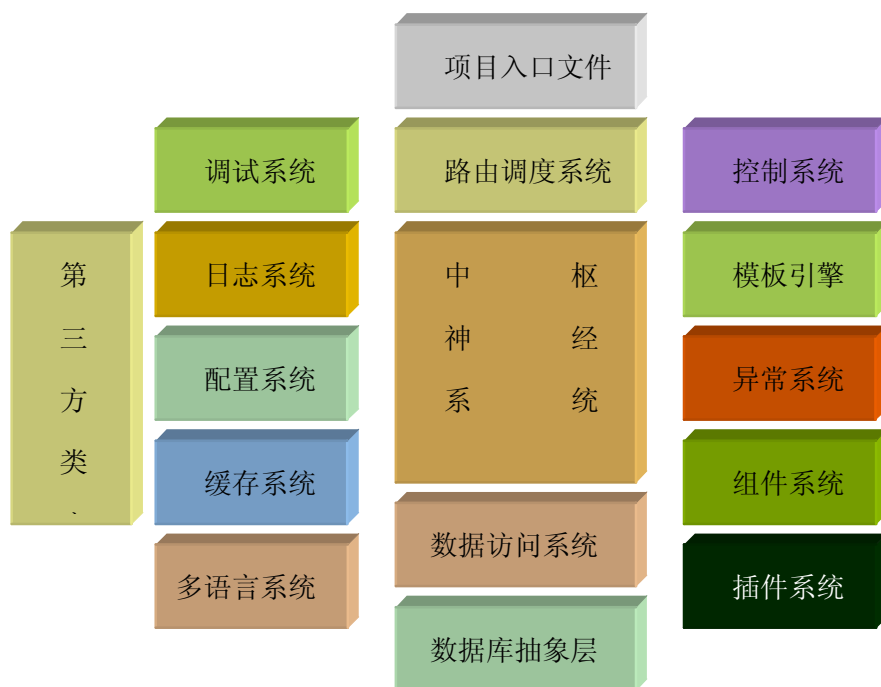 项目入口文件
调试系统
路由调度系统
控制系统
第
三
方
类
日志系统
中 枢
神 经
系 统
模板引擎
配置系统
异常系统
缓存系统
组件系统
数据访问系统
多语言系统
插件系统
数据库抽象层